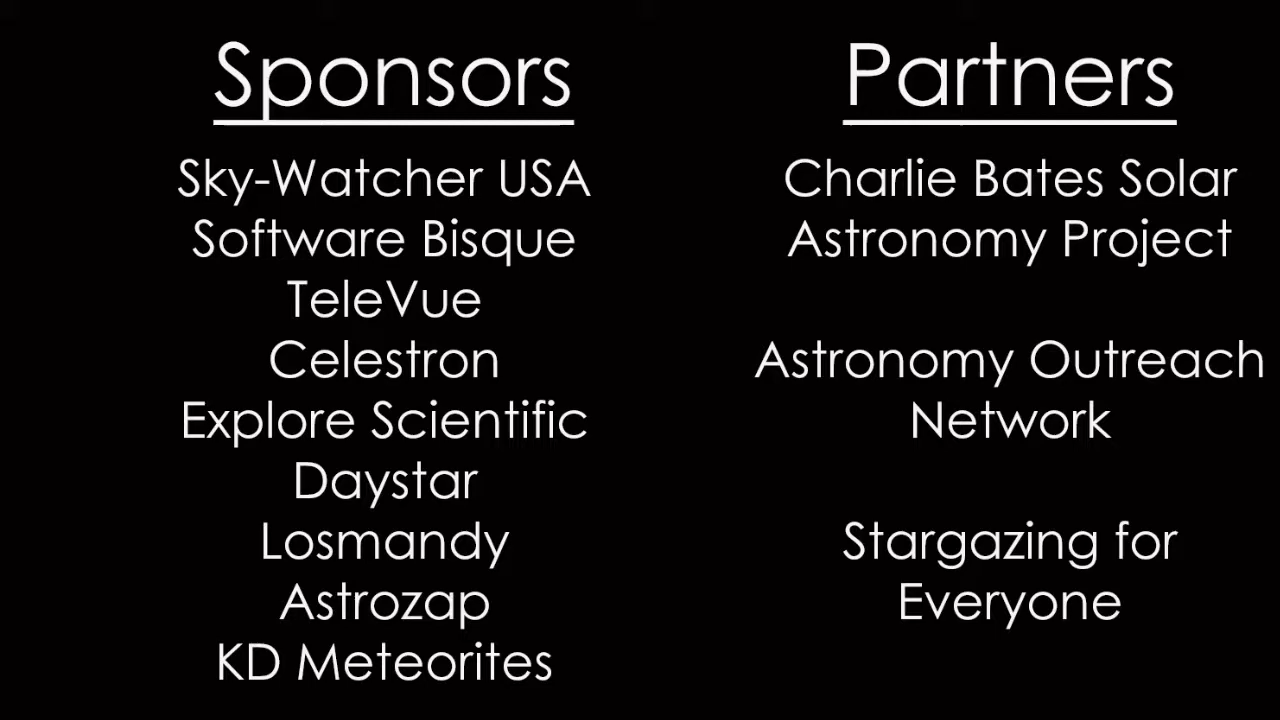 Sponsors
Sky-Watcher USA
Software Bisque
TeleVue
Celestron
Explore Scientific
Daystar
Losmandy
Astrozap
KD Meteorites
Partners
Charlie Bates Solar
Astronomy Project
Astronomy Outreach
Network
Stargazing for
Everyone